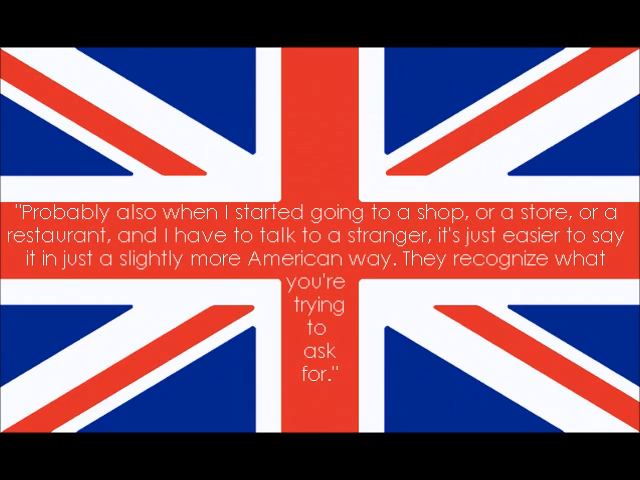 "Probably also when I started going to a shop, or a store, or a
restaurant, and I have to talk to a stranger, it's just easier to say
it in just a slightly more American way. They recognize what
you're
trying
to
ask
for."